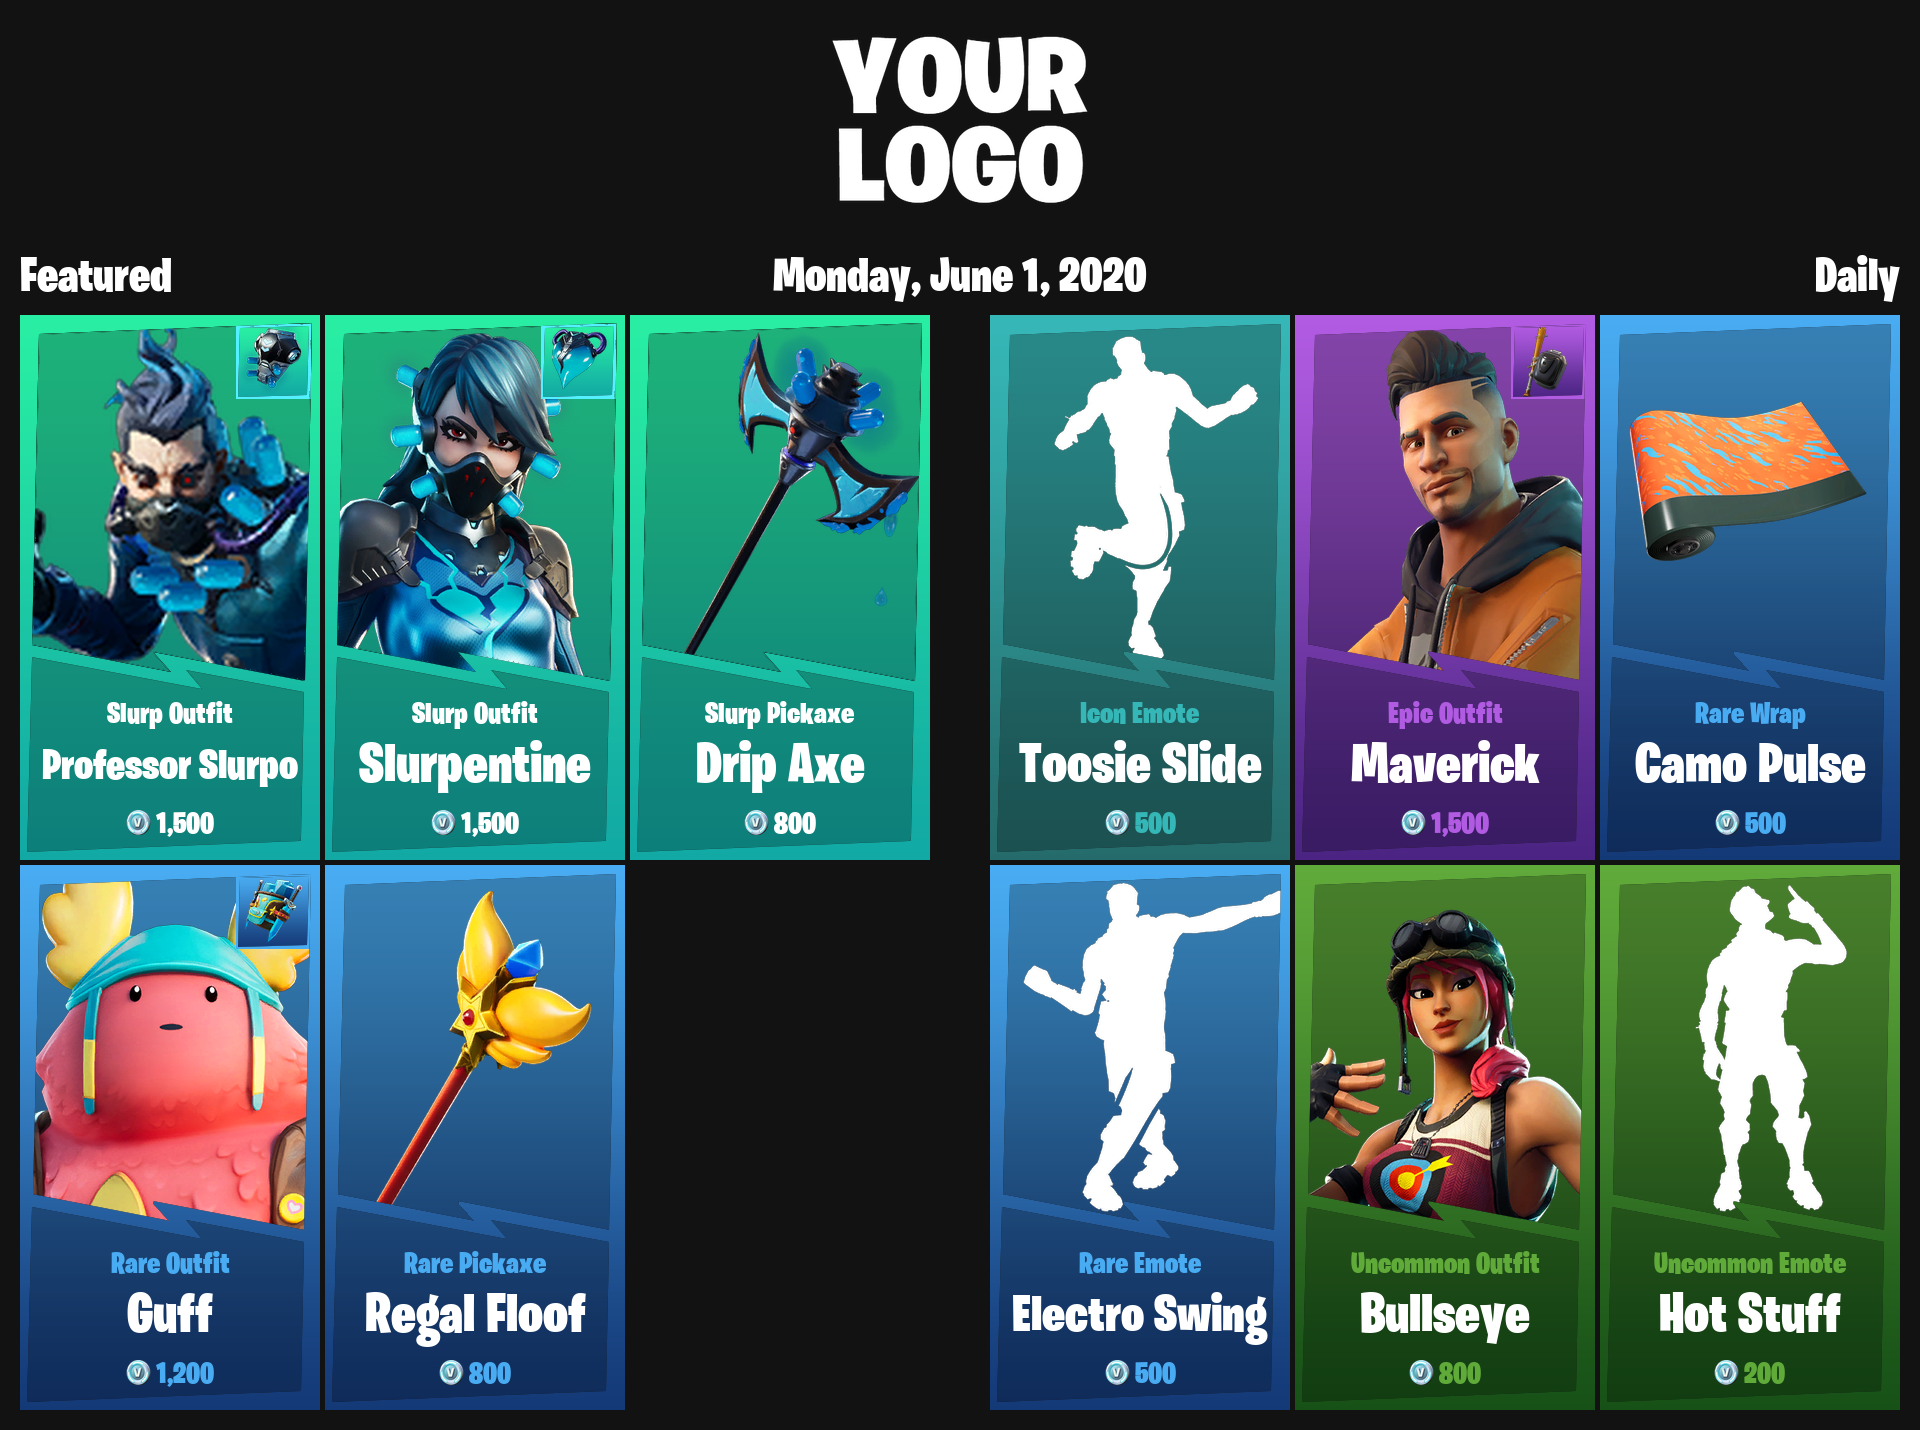 YOUR
LOGO
Featured
Monday, June 1, 2020
Daily
Slurp Outfit
Professor Slurpo
1,500
Slurp Outfit
Slurpentine
1,500
Slurp Pickaxe
Drip Axe
800
Icon Emote
Toosie Slide
500
Epic Outfit
Maverick
1,500
Rare Wrap
Camo Pulse
500
Rare Outfit
Guff
1,200
Rare Pickaxe
Regal Floof
800
Rare Emote
Electro Swing
500
Uncommon Outfit
Bullseye
800
Uncommon Emote
Hot Stuff
200